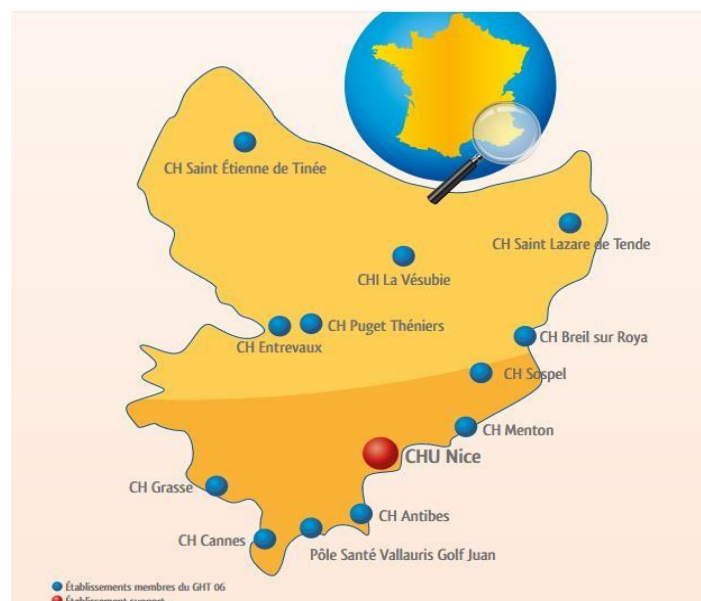 CH Saint Étienne de Tinée
CH Saint Lazare de Tende
CHI La Vésubie
CH Puget Théniers
CH Entrevaux
CH Breil sur Roya
CH Sospel
CH Menton
CHU Nice
CH Grasse
CH Antibes
CH Cannes
Pôle Santé Vallauris Golf Juan
Établissements membres du GHT 06
Établissement support